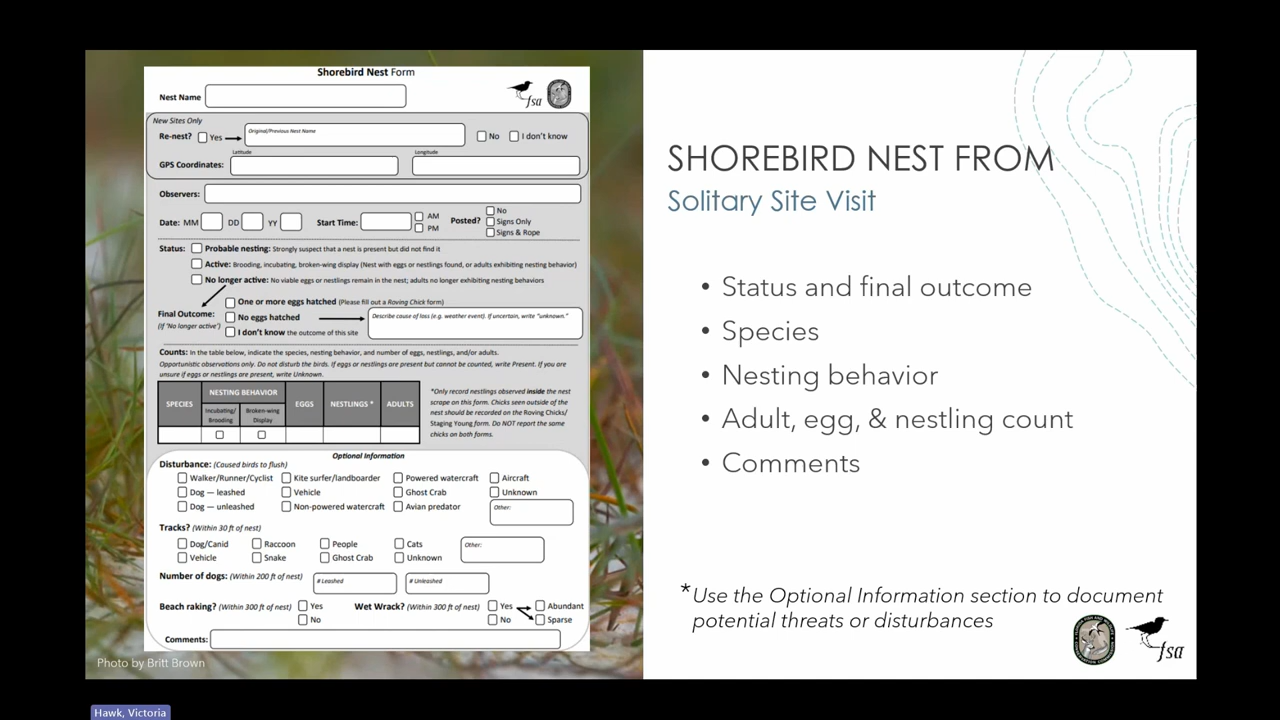 Shorebird Nest Form
Nest Name
fsa
New Sites Only
Re-nest? Yes Original/Previous Nest Name No I don't know
GPS Coordinates: Latitude Longitude
Observers:
Date: MM DD YY Start Time: AM PM Posted? No Signs Only Signs & Rope
Status: Probable nesting: Strongly suspect that a nest is present but did not find it
Active: Brooding, incubating, broken-wing display (Nest with eggs or nestlings found, or adults exhibiting nesting behavior)
No longer active: No viable eggs or nestlings remain in the nest; adults no longer exhibiting nesting behaviors
Final Outcome:
(If 'No longer active')
One or more eggs hatched (Please fill out a Roving Chick form)
No eggs hatched
Describe cause of loss (e.g. weather event). If uncertain, write "unknown."
I don't know the outcome of this site
Counts: In the table below, indicate the species, nesting behavior, and number of eggs, nestlings, and/or adults.
Opportunistic observations only. Do not disturb the birds. If eggs or nestlings are present but cannot be counted, write Present. If you are
unsure if eggs or nestlings are present, write Unknown.
SPECIES NESTING BEHAVIOR EGGS NESTLINGS * ADULTS
Incubating/ Brooding Broken-wing Display
*Only record nestlings observed inside the nest
scrape on this form. Chicks seen outside of the
nest should be recorded on the Roving Chicks/
Staging Young form. Do NOT report the same
chicks on both forms.
Optional Information
Disturbance: (Caused birds to flush)
Walker/Runner/Cyclist Kite surfer/landboarder Powered watercraft Aircraft
Dog — leashed Vehicle Ghost Crab Unknown
Dog — unleashed Non-powered watercraft Avian predator Other:
Tracks? (Within 30 ft of nest)
Dog/Canid Raccoon People Cats Other:
Vehicle Snake Ghost Crab Unknown
Number of dogs: (Within 200 ft of nest) # Leashed # Unleashed
Beach raking? (Within 300 ft of nest) Yes Wet Wrack? (Within 300 ft of nest) Yes Abundant
No No Sparse
Comments:
Photo by Britt Brown
SHOREBIRD NEST FROM
Solitary Site Visit
• Status and final outcome
• Species
• Nesting behavior
• Adult, egg, & nestling count
• Comments
*Use the Optional Information section to document
potential threats or disturbances
fsa
Hawk, Victoria